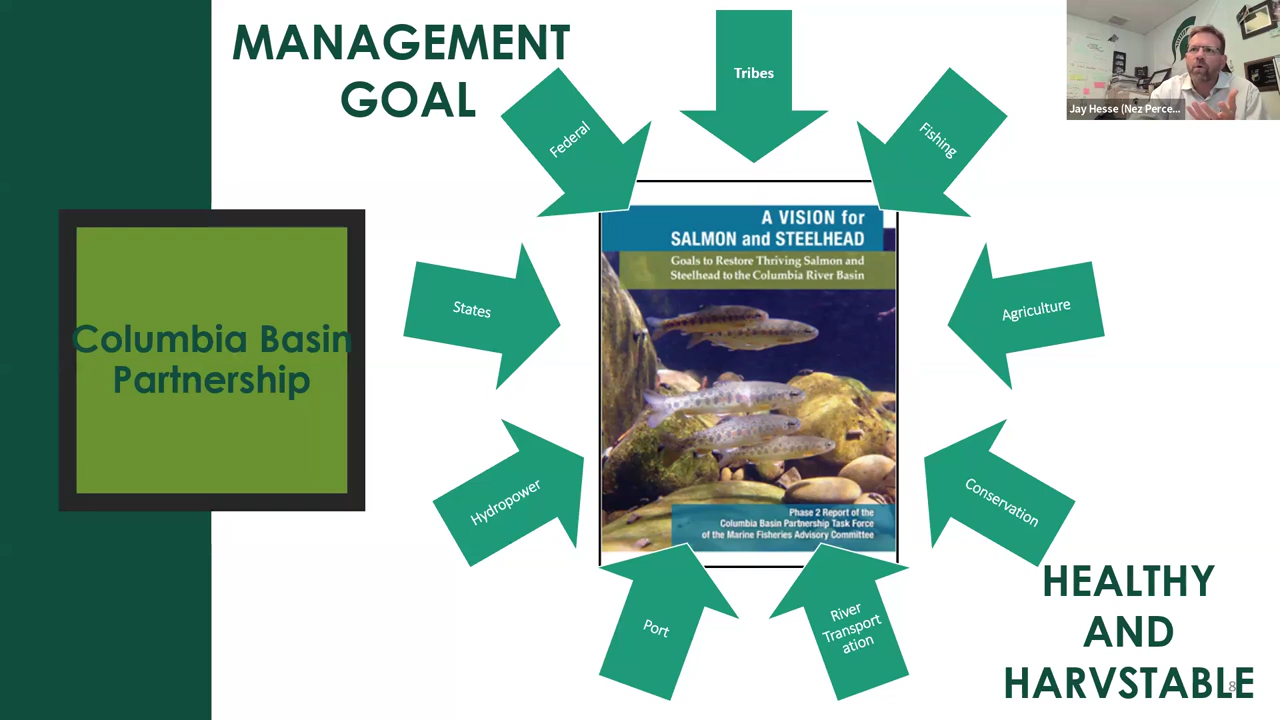 MANAGEMENT
GOAL
Tribes
Federal
Fishing
Jay Hesse (Nez Perce...
A VISION for
SALMON and STEELHEAD
Goals to Restore Thriving Salmon and
Steelhead to the Columbia River Basin
States
Agriculture
Columbia Basin
Partnership
Hydropower
Conservation
Phase 2 Report of the
Columbia Basin Partnership Task Force
of the Marine Fisheries Advisory Committee
Port
River
Transport
ation
HEALTHY
AND
HARVSTABLE
8